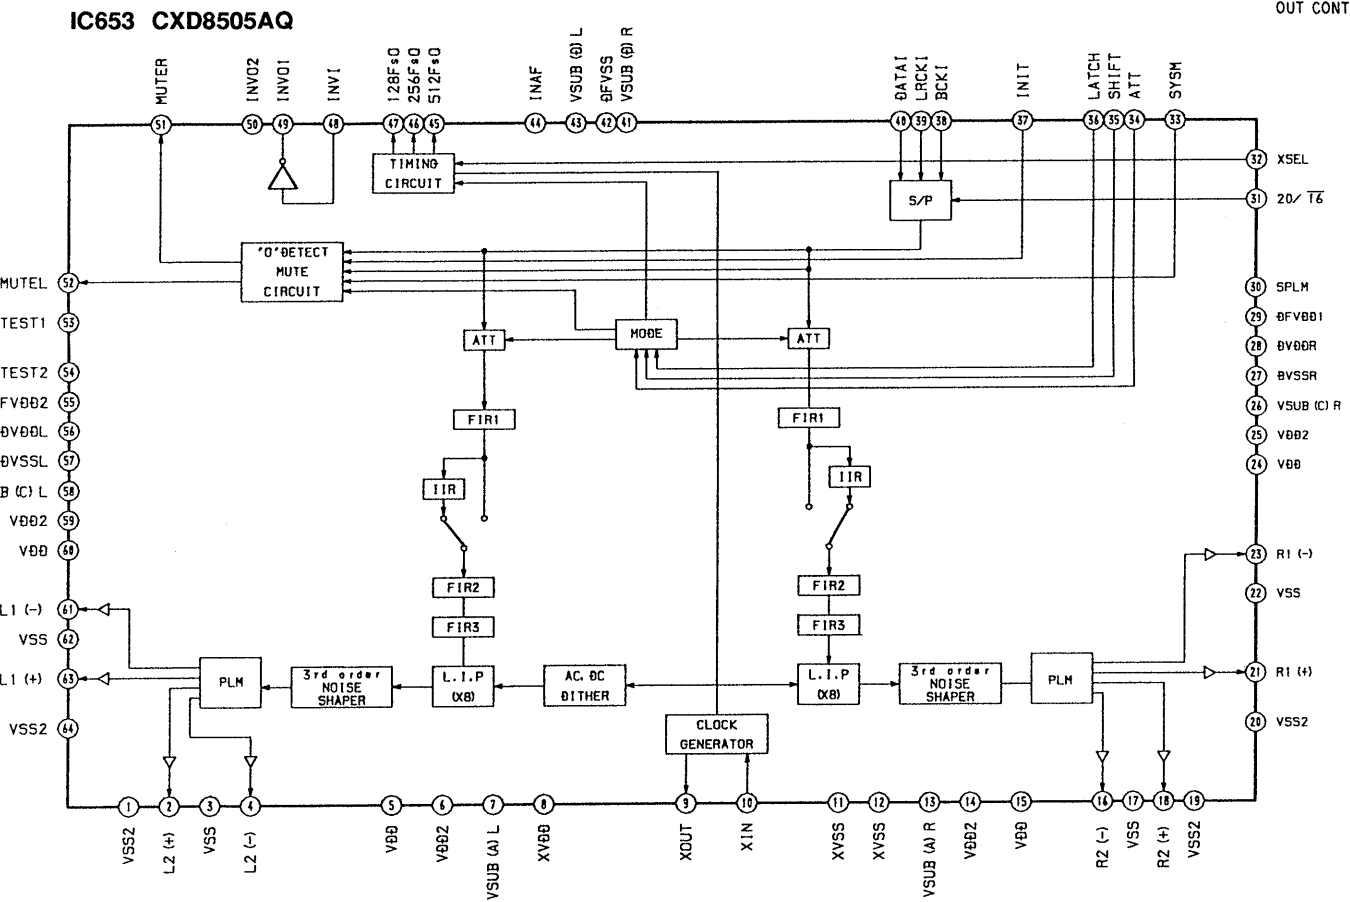 OUT CONT
IC653 CXD8505AQ
MUTER
INVO2
INVO1
INVI
128FsO
256FsO
512FsO
INAF
VSUB (D) L
DFVSS
VSUB (D) R
DATAI
LRCKI
BCKI
INIT
LATCH
SHIFT
ATT
SYSM
51
50
49
48
47
46
45
44
43
42
41
40
39
38
37
36
35
34
33
TIMING
CIRCUIT
S/P
32 XSEL
31 20/ 16
"0"DETECT
MUTE
CIRCUIT
MUTEL 52
TEST1 53
TEST2 54
FVDD2 55
DVDDL 56
DVSSL 57
B (C) L 58
VDD2 59
VDD 60
L1 (-) 61
VSS 62
L1 (+) 63
VSS2 64
30 SPLM
29 DFVDD1
28 DVDDR
27 DVSSR
26 VSUB (C) R
25 VDD2
24 VDD
23 R1 (-)
22 VSS
21 R1 (+)
20 VSS2
ATT
MODE
ATT
FIR1
FIR1
IIR
IIR
FIR2
FIR2
FIR3
FIR3
PLM
3rd order
NOISE
SHAPER
L.I.P
(X8)
AC, DC
DITHER
L.I.P
(X8)
3rd order
NOISE
SHAPER
PLM
CLOCK
GENERATOR
1
2
3
4
5
6
7
8
9
10
11
12
13
14
15
16
17
18
19
VSS2
L2 (+)
VSS
L2 (-)
VDD
VDD2
VSUB (A) L
XVDD
XOUT
XIN
XVSS
XVSS
VSUB (A) R
VDD2
VDD
R2 (-)
VSS
R2 (+)
VSS2